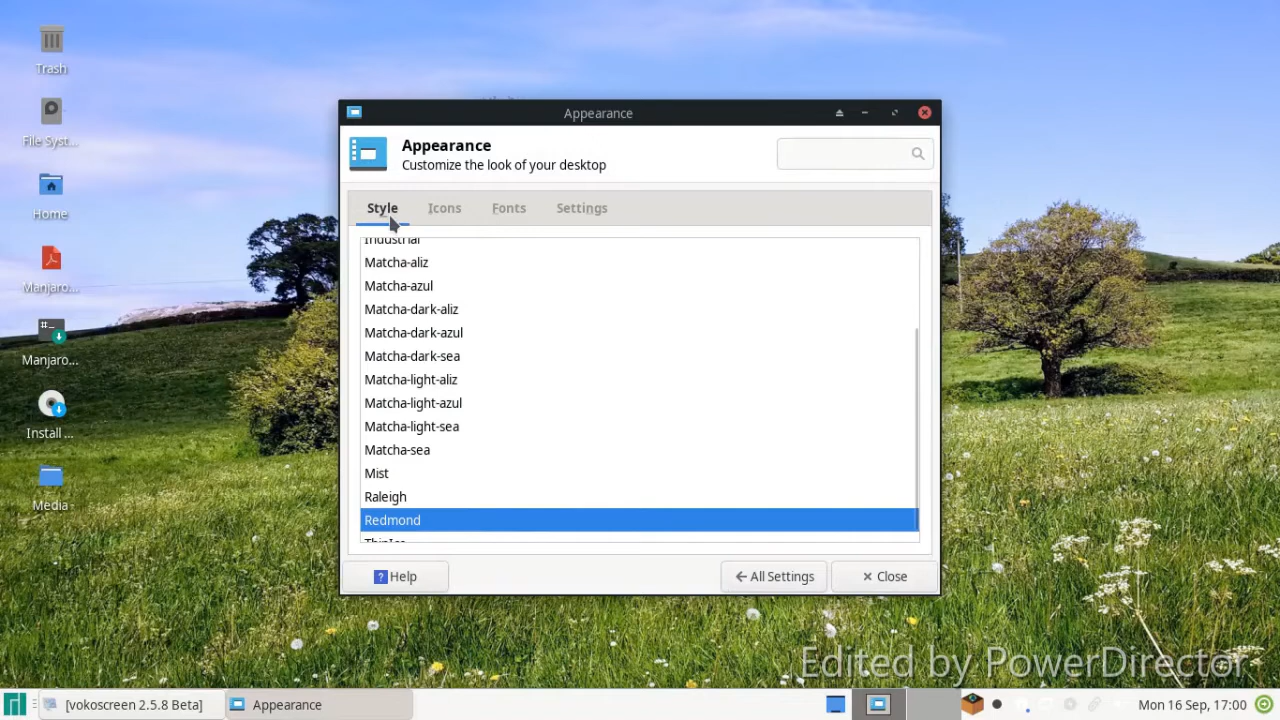 Trash
File Syst...
Home
Manjaro...
Manjaro...
Install ...
Media
Appearance
Appearance
Customize the look of your desktop
Style
Icons
Fonts
Settings
Industrial
Matcha-aliz
Matcha-azul
Matcha-dark-aliz
Matcha-dark-azul
Matcha-dark-sea
Matcha-light-aliz
Matcha-light-azul
Matcha-light-sea
Matcha-sea
Mist
Raleigh
Redmond
ThinIce
? Help
All Settings
Close
Edited by PowerDirector
[vokoscreen 2.5.8 Beta]
Appearance
Mon 16 Sep, 17:00